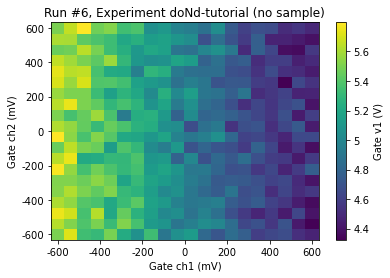 Run #6, Experiment doNd-tutorial (no sample)
600
400
200
0
-200
-400
-600
Gate ch2 (mV)
-600 -400 -200 0 200 400 600
Gate ch1 (mV)
5.6
5.4
5.2
5
4.8
4.6
4.4
Gate v1 (V)